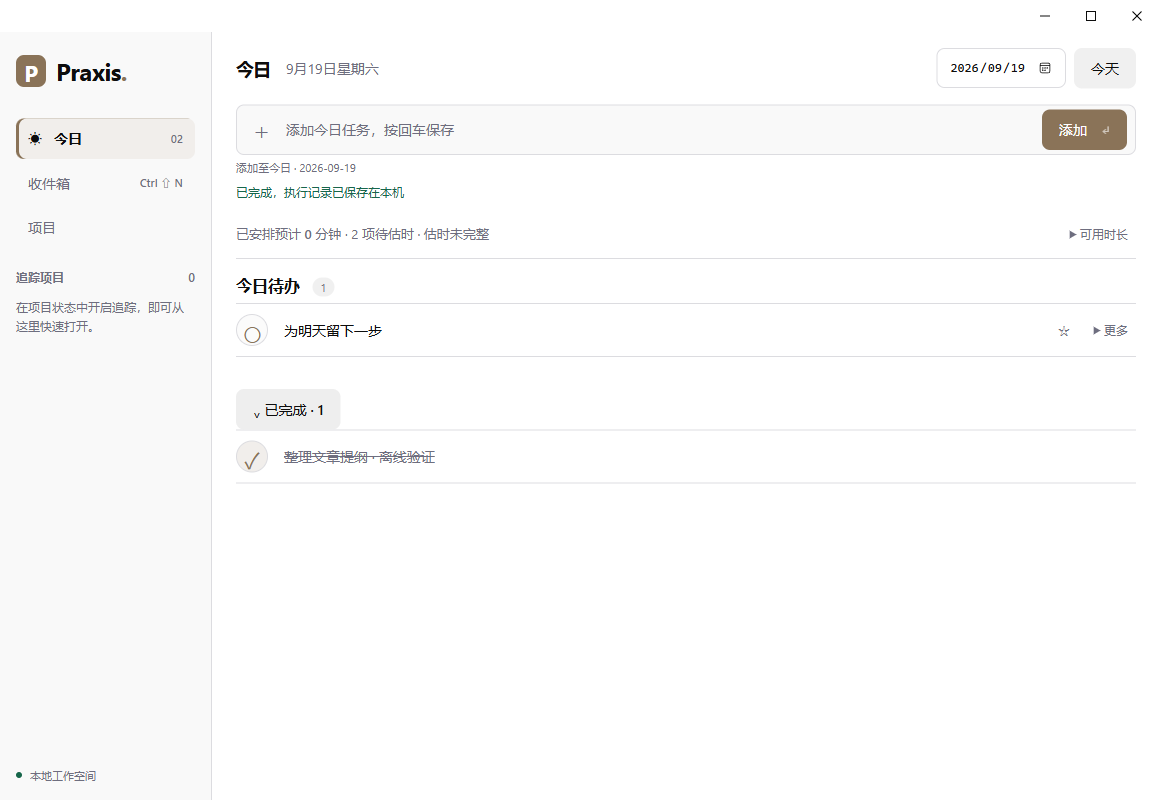 P Praxis.
今日 02
收件箱 Ctrl ⇧ N
项目
追踪项目 0
在项目状态中开启追踪，即可从
这里快速打开。
本地工作空间
今日 9月19日星期六 2026/09/19 今天
+ 添加今日任务，按回车保存 添加 ↲
添加至今日 · 2026-09-19
已完成，执行记录已保存在本机
已安排预计 0 分钟 · 2 项待估时 · 估时未完整 ▶ 可用时长
今日待办 1
为明天留下一步 ☆ ▶ 更多
v 已完成 · 1
✓ 整理文章提纲 · 离线验证